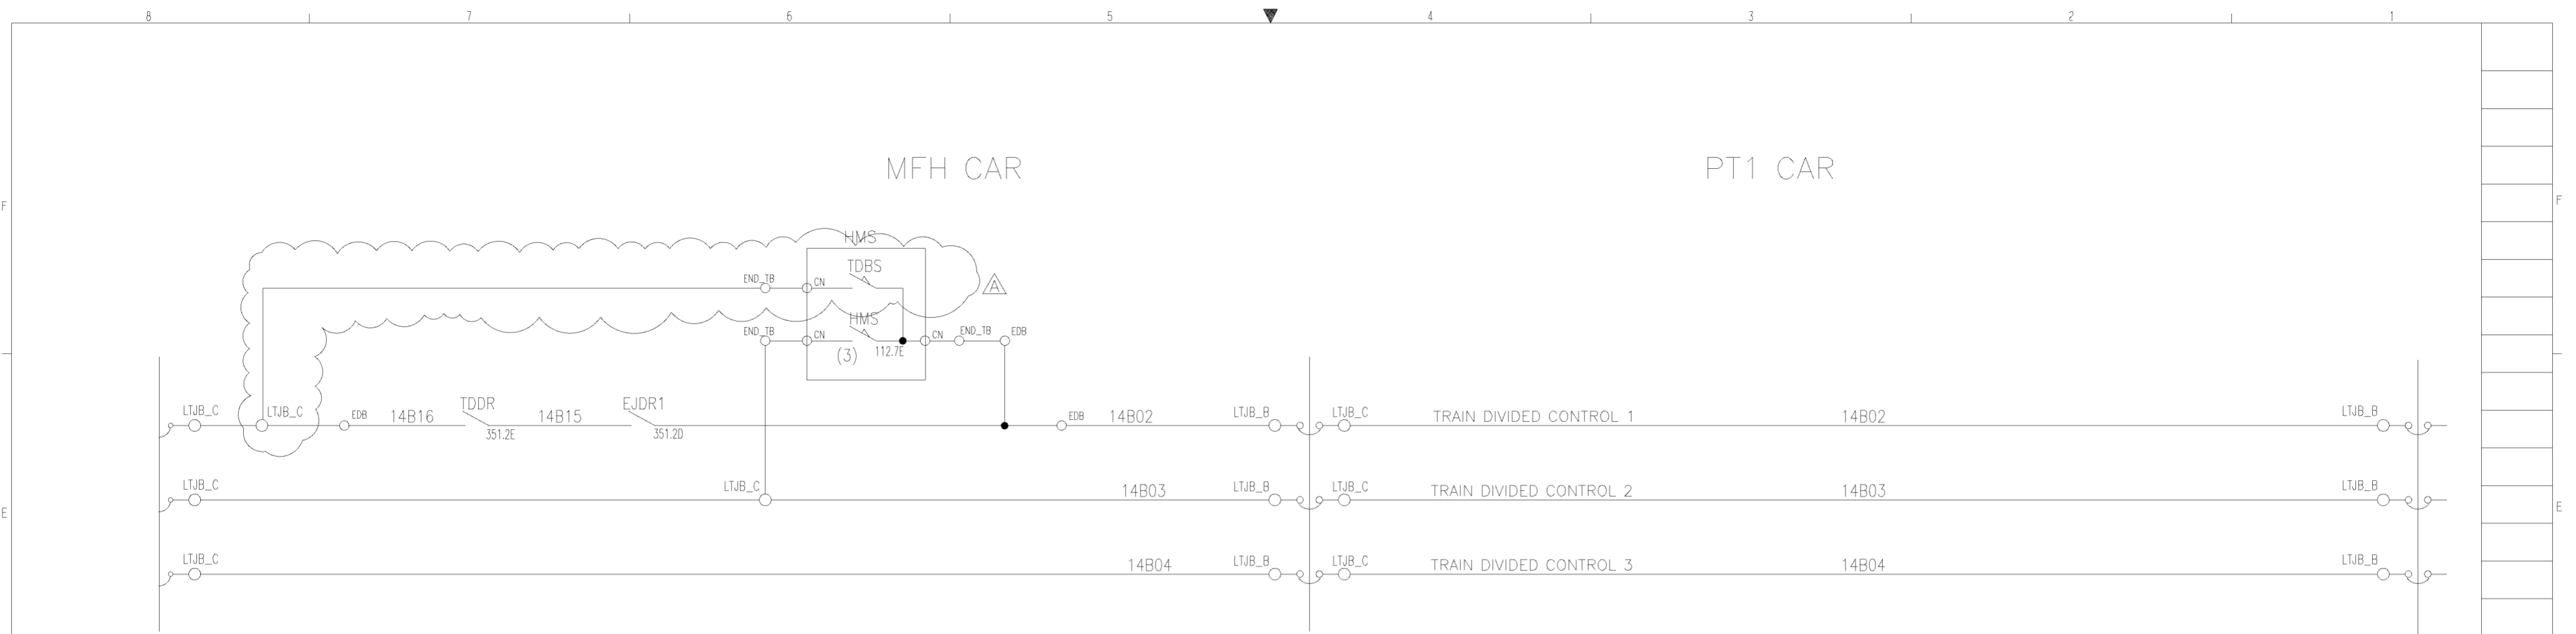 8 7 6 5 4 3 2 1
MFH CAR PT1 CAR
F F
HMS
TDBS
END_TB CN A
HMS
END_TB CN CN END_TB EDB
(3) 112.7E
LTJB_C LTJB_C EDB 14B16 TDDR 14B15 EJDR1 EDB 14B02 LTJB_B LTJB_C TRAIN DIVIDED CONTROL 1 14B02 LTJB_B
351.2E 351.2D
LTJB_C LTJB_C 14B03 LTJB_B LTJB_C TRAIN DIVIDED CONTROL 2 14B03 LTJB_B
E E
LTJB_C 14B04 LTJB_B LTJB_C TRAIN DIVIDED CONTROL 3 14B04 LTJB_B